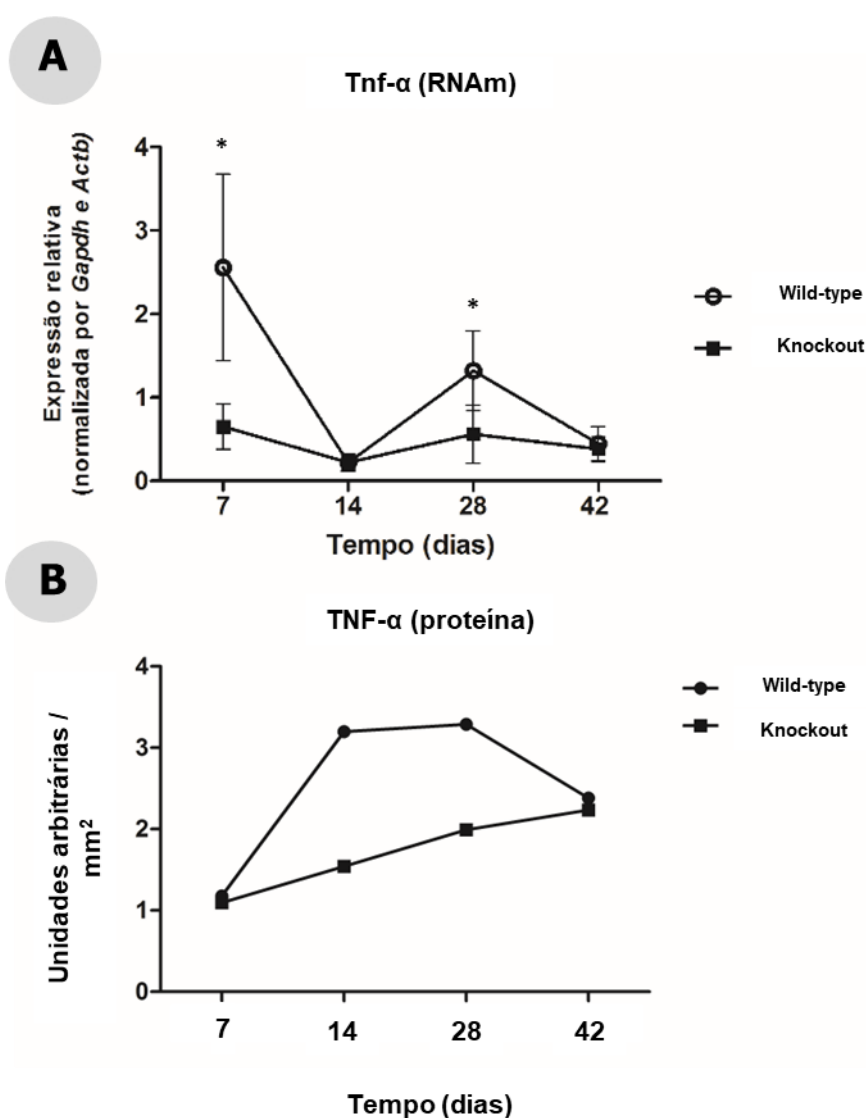 A
Tnf-α (RNAm)
Expressão relativa
(normalizada por Gapdh e Actb)
4
3
2
1
0
*
*
7 14 28 42
Tempo (dias)
Wild-type
Knockout
B
TNF-α (proteína)
Unidades arbitrárias /
mm²
4
3
2
1
0
7 14 28 42
Tempo (dias)
Wild-type
Knockout